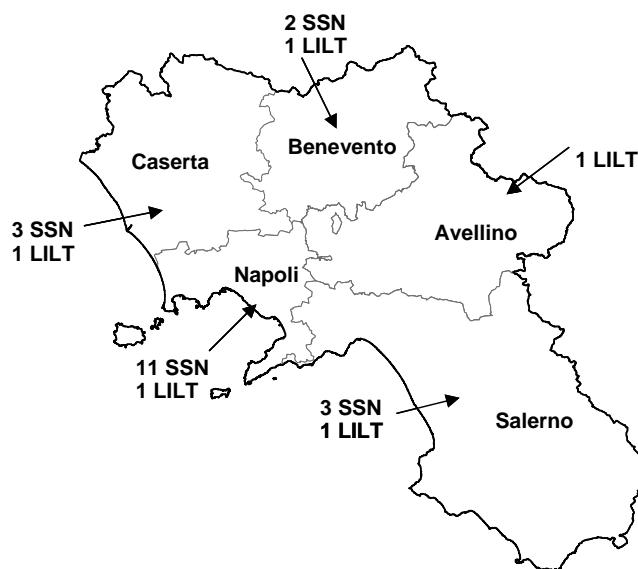 2 SSN
1 LILT
Benevento
Caserta
1 LILT
3 SSN
1 LILT
Avellino
Napoli
11 SSN
1 LILT
3 SSN
1 LILT
Salerno